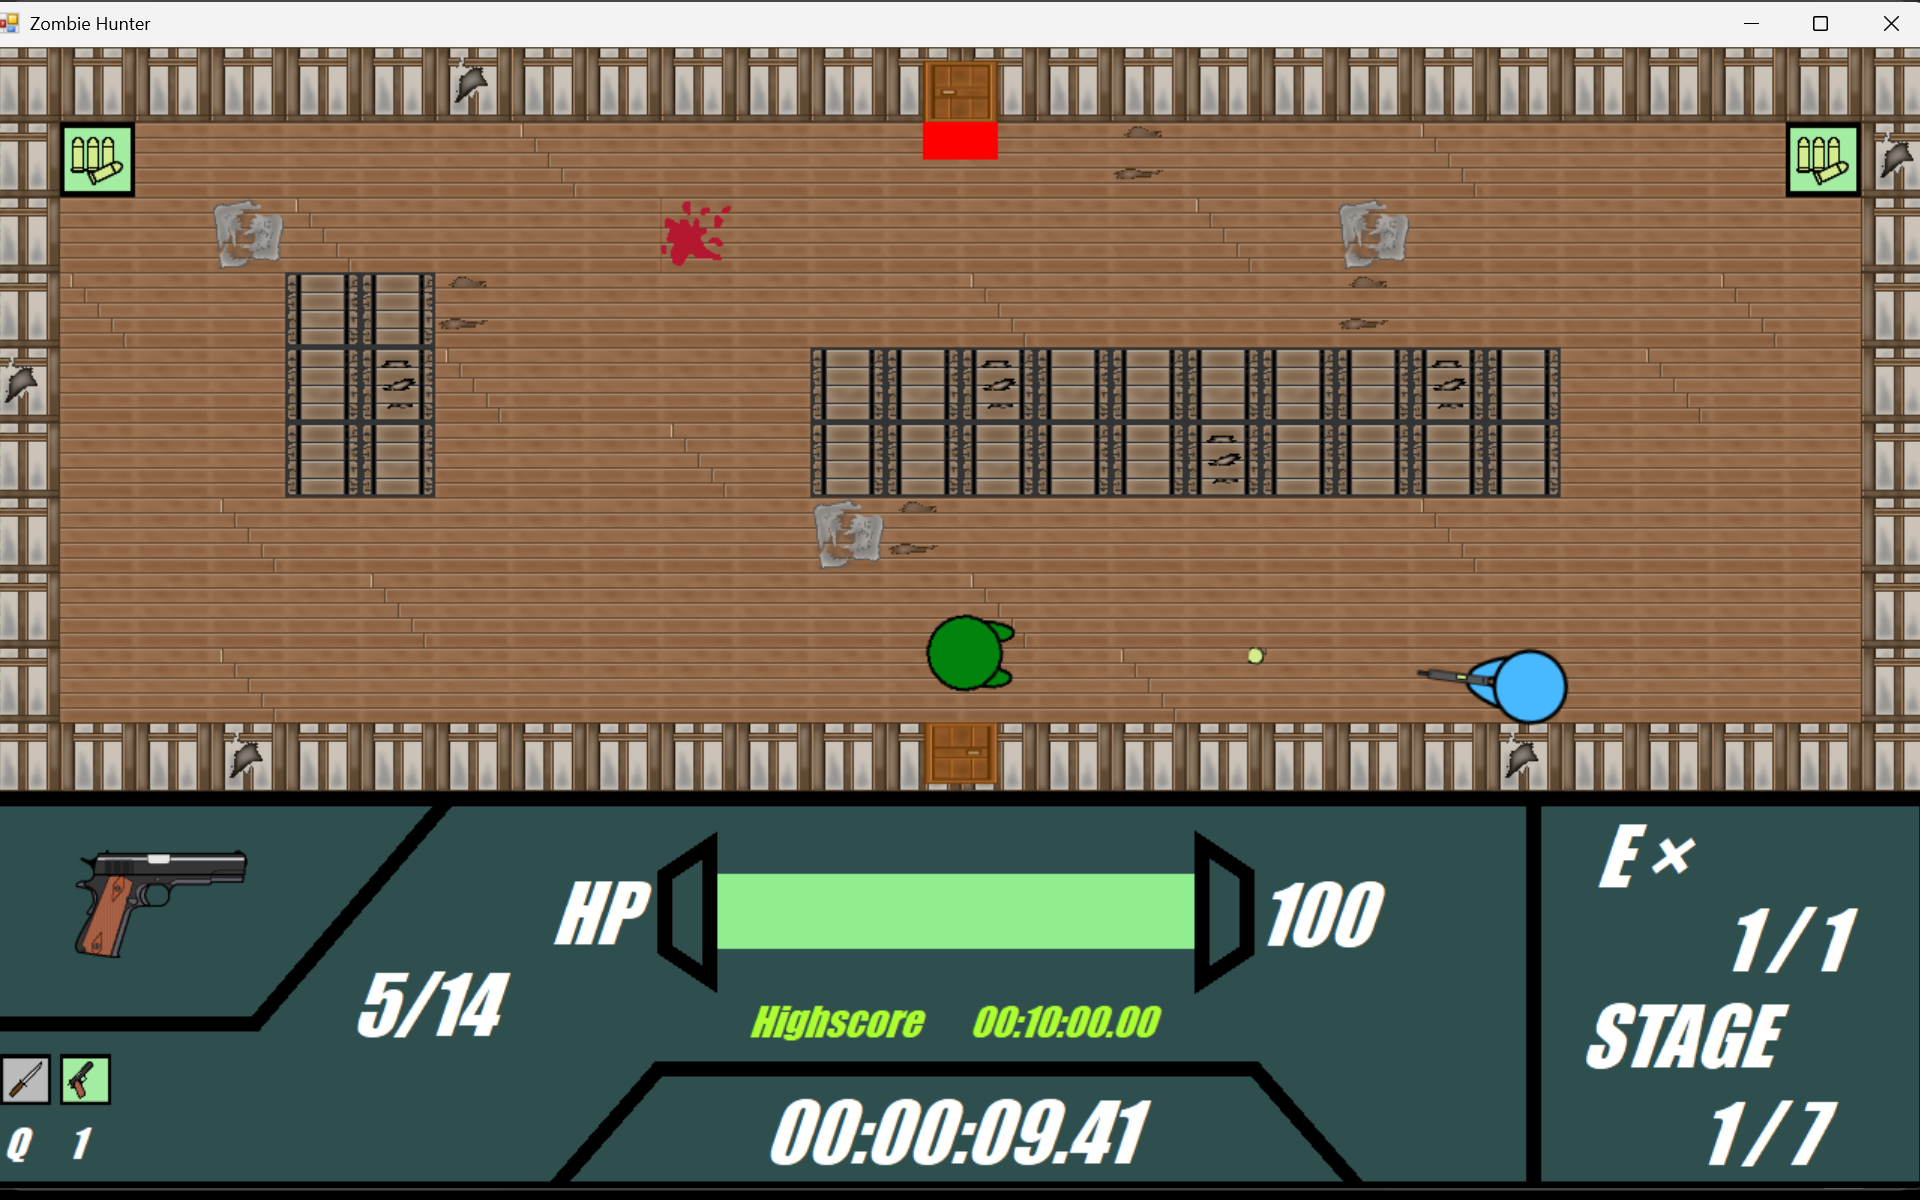 Zombie Hunter
HP
100
5/14
Highscore 00:10:00.00
00:00:09.41
Q 1
E ×
1/1
STAGE
1/7